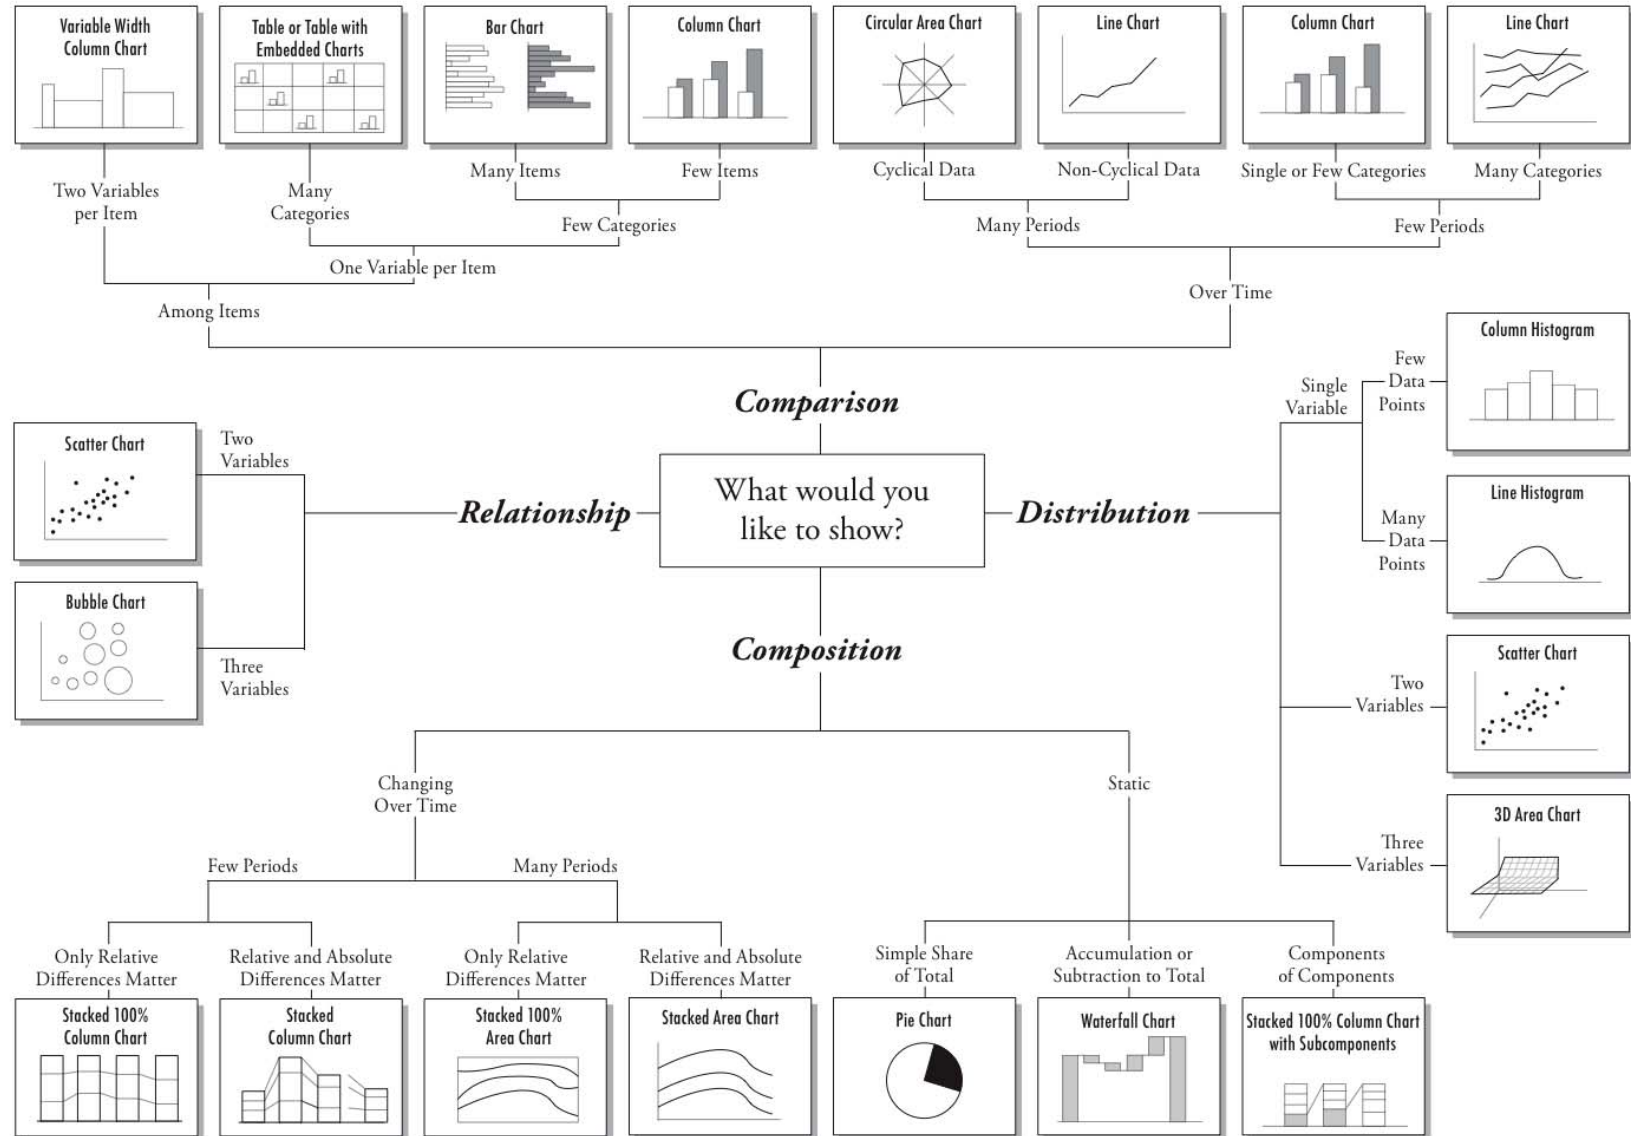 Variable Width
Column Chart
Table or Table with
Embedded Charts
Bar Chart
Column Chart
Circular Area Chart
Line Chart
Column Chart
Line Chart
Two Variables
per Item
Many
Categories
Many Items
Few Items
Cyclical Data
Non-Cyclical Data
Single or Few Categories
Many Categories
Few Categories
Many Periods
Few Periods
One Variable per Item
Among Items
Over Time
Comparison
What would you
like to show?
Relationship
Two
Variables
Scatter Chart
Three
Variables
Bubble Chart
Distribution
Single
Variable
Few
Data
Points
Column Histogram
Many
Data
Points
Line Histogram
Two
Variables
Scatter Chart
Three
Variables
3D Area Chart
Composition
Changing
Over Time
Static
Few Periods
Many Periods
Only Relative
Differences Matter
Relative and Absolute
Differences Matter
Only Relative
Differences Matter
Relative and Absolute
Differences Matter
Simple Share
of Total
Accumulation or
Subtraction to Total
Components
of Components
Stacked 100%
Column Chart
Stacked
Column Chart
Stacked 100%
Area Chart
Stacked Area Chart
Pie Chart
Waterfall Chart
Stacked 100% Column Chart
with Subcomponents